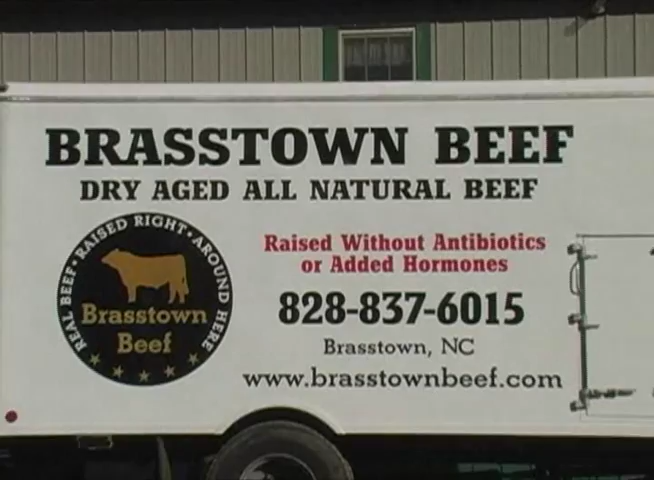 BRASSTOWN BEEF
DRY AGED ALL NATURAL BEEF
REAL BEEF • RAISED RIGHT • AROUND HERE
Brasstown
Beef
Raised Without Antibiotics
or Added Hormones
828-837-6015
Brasstown, NC
www.brasstownbeef.com